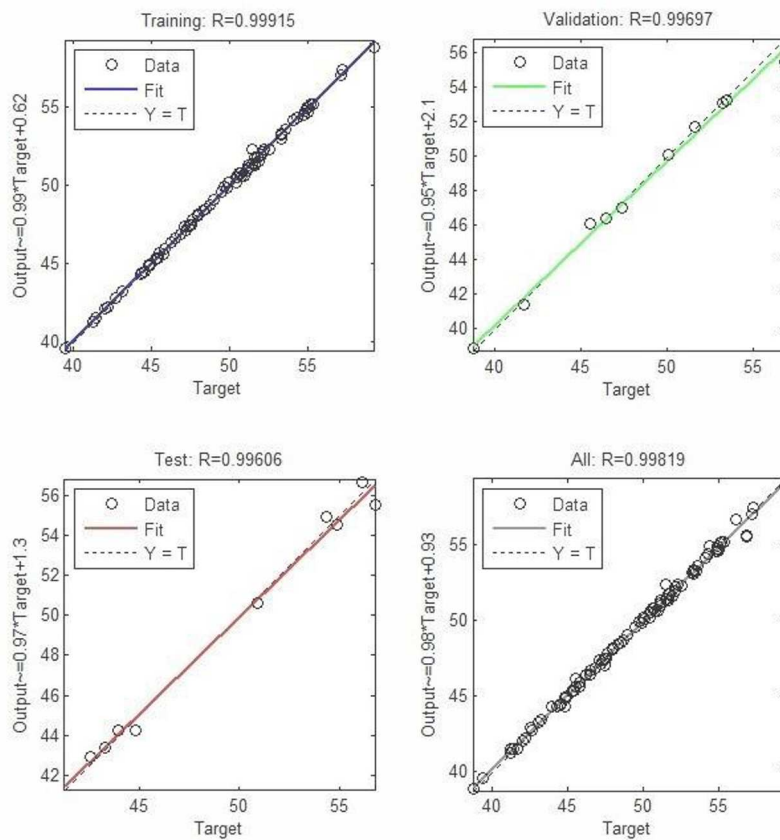 Training: R=0.99915
Output~=0.99*Target+0.62
Data
Fit
Y = T
55
50
45
40
40 45 50 55
Target
Validation: R=0.99697
Output~=0.95*Target+2.1
Data
Fit
Y = T
56
54
52
50
48
46
44
42
40
40 45 50 55
Target
Test: R=0.99606
Output~=0.97*Target+1.3
Data
Fit
Y = T
56
54
52
50
48
46
44
42
45 50 55
Target
All: R=0.99819
Output~=0.98*Target+0.93
Data
Fit
Y = T
55
50
45
40
40 45 50 55
Target